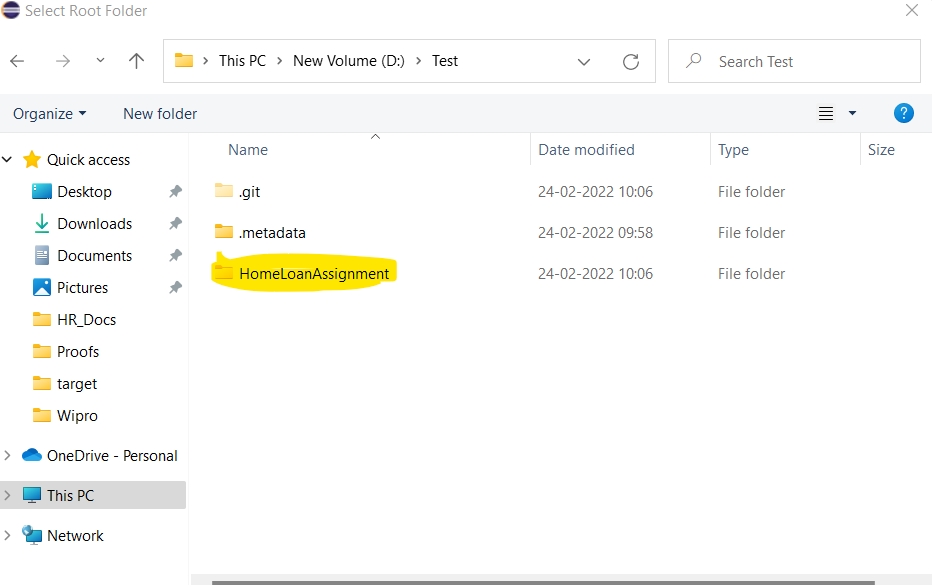 Select Root Folder
This PC New Volume (D:) Test
Search Test
Organize New folder
?
Name Date modified Type Size
Quick access
Desktop
Downloads
Documents
Pictures
HR_Docs
Proofs
target
Wipro
OneDrive - Personal
This PC
Network
.git 24-02-2022 10:06 File folder
.metadata 24-02-2022 09:58 File folder
HomeLoanAssignment 24-02-2022 10:06 File folder